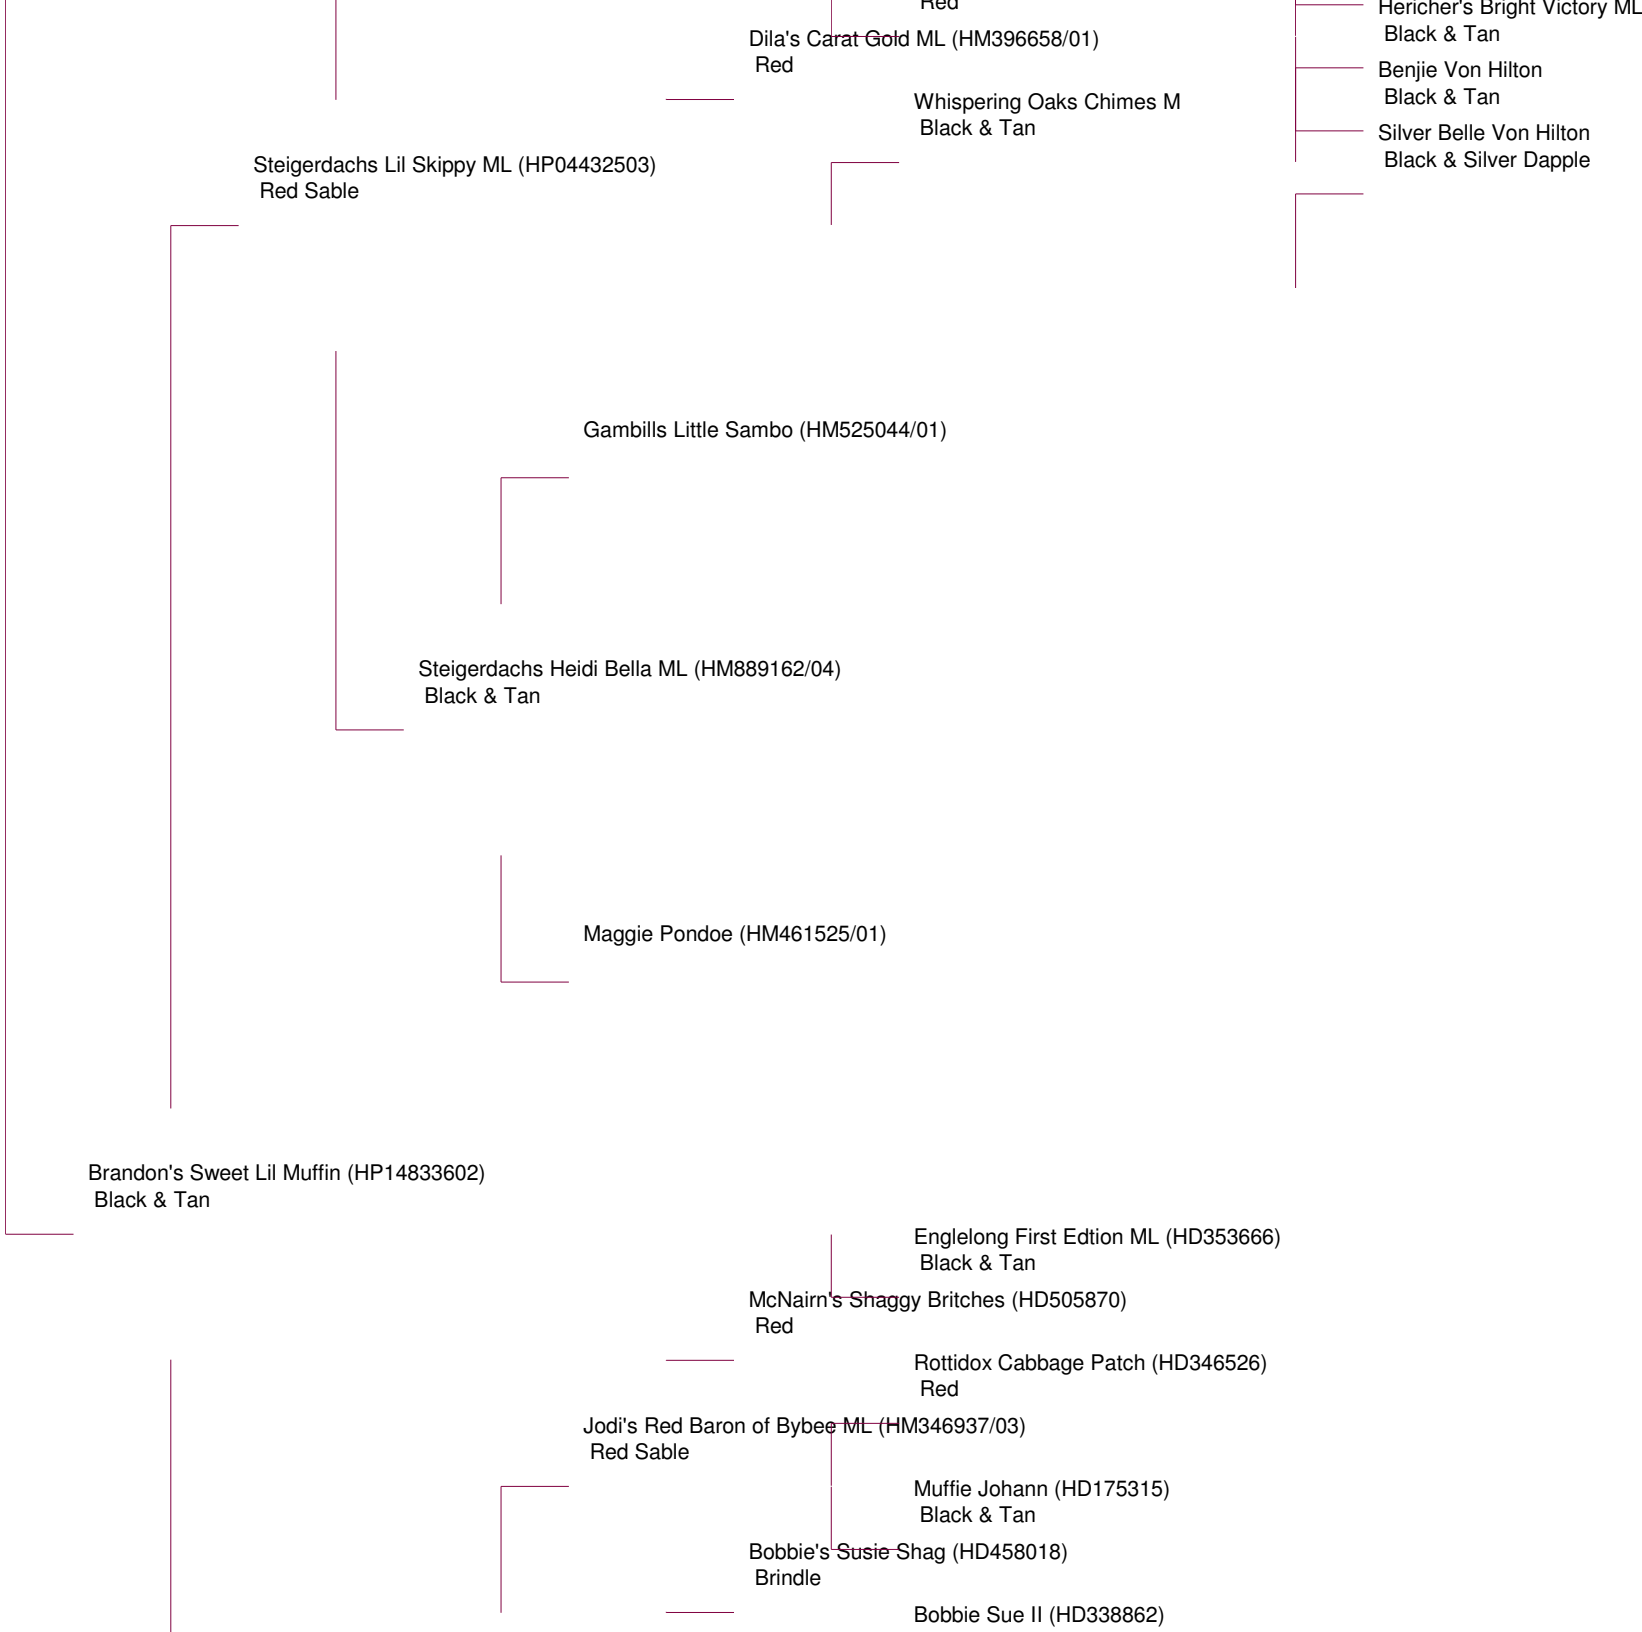 Red
Hericher's Bright Victory ML
Black & Tan
Dila's Carat Gold ML (HM396658/01)
Red
Benjie Von Hilton
Black & Tan
Whispering Oaks Chimes M
Black & Tan
Silver Belle Von Hilton
Black & Silver Dapple
Steigerdachs Lil Skippy ML (HP04432503)
Red Sable
Gambills Little Sambo (HM525044/01)
Steigerdachs Heidi Bella ML (HM889162/04)
Black & Tan
Maggie Pondoe (HM461525/01)
Brandon's Sweet Lil Muffin (HP14833602)
Black & Tan
Englelong First Edtion ML (HD353666)
Black & Tan
McNairn's Shaggy Britches (HD505870)
Red
Rottidox Cabbage Patch (HD346526)
Red
Jodi's Red Baron of Bybee ML (HM346937/03)
Red Sable
Muffie Johann (HD175315)
Black & Tan
Bobbie's Susie Shag (HD458018)
Brindle
Bobbie Sue II (HD338862)